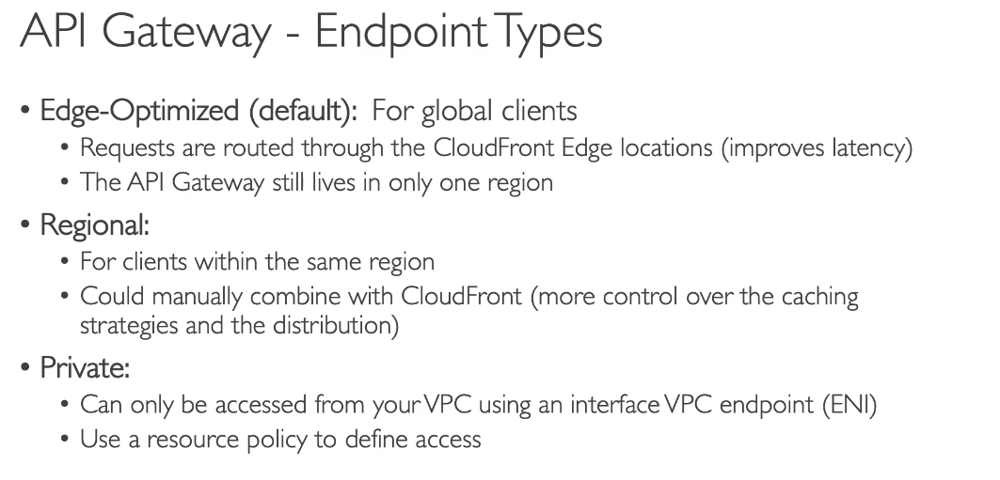 API Gateway - Endpoint Types
• Edge-Optimized (default): For global clients
• Requests are routed through the CloudFront Edge locations (improves latency)
• The API Gateway still lives in only one region
• Regional:
• For clients within the same region
• Could manually combine with CloudFront (more control over the caching
strategies and the distribution)
• Private:
• Can only be accessed from your VPC using an interface VPC endpoint (ENI)
• Use a resource policy to define access